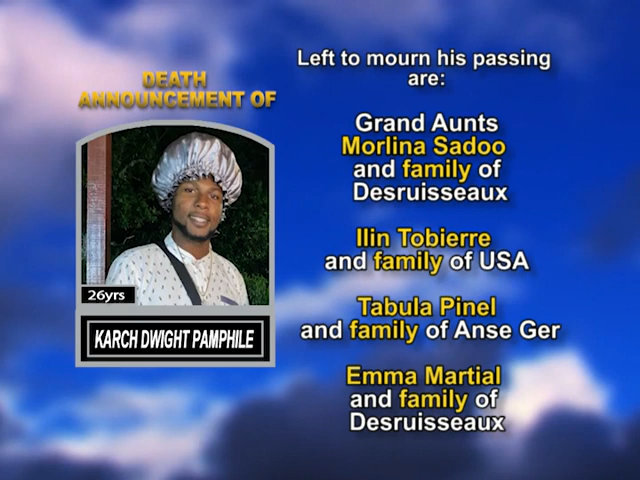 DEATH
ANNOUNCEMENT OF
26yrs
KARCH DWIGHT PAMPHILE
Left to mourn his passing
are:
Grand Aunts
Morlina Sadoo
and family of
Desruisseaux
Ilin Tobierre
and family of USA
Tabula Pinel
and family of Anse Ger
Emma Martial
and family of
Desruisseaux